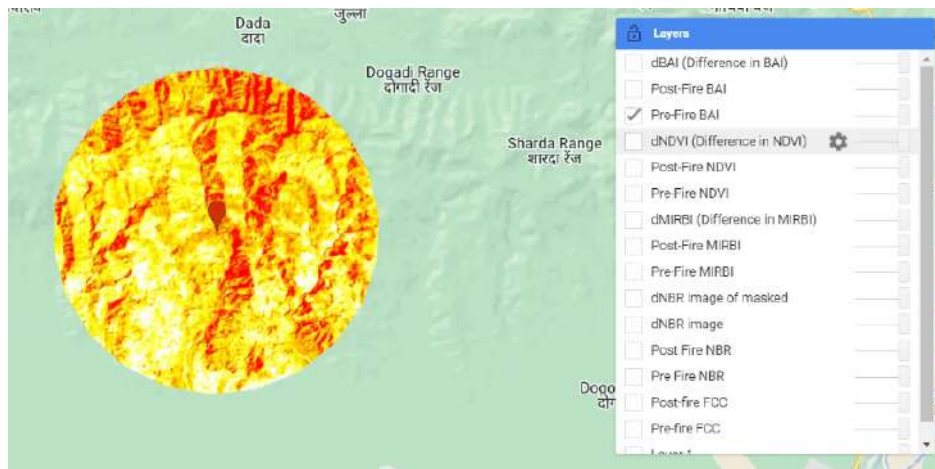 जुल्ला
Dada
दादा
Dogadi Range
दोगादी रेंज
Sharda Range
शारदा रेंज
Dogo
Layers
dBAI (Difference in BAI)
Post-Fire BAI
Pre-Fire BAI
dNDVI (Difference in NDVI)
Post-Fire NDVI
Pre-Fire NDVI
dMIRBI (Difference in MIRBI)
Post-Fire MIRBI
Pre-Fire MIRBI
dNBR image of masked
dNBR image
Post Fire NBR
Pre Fire NBR
Post-fire FCC
Pre-fire FCC
Layer 1